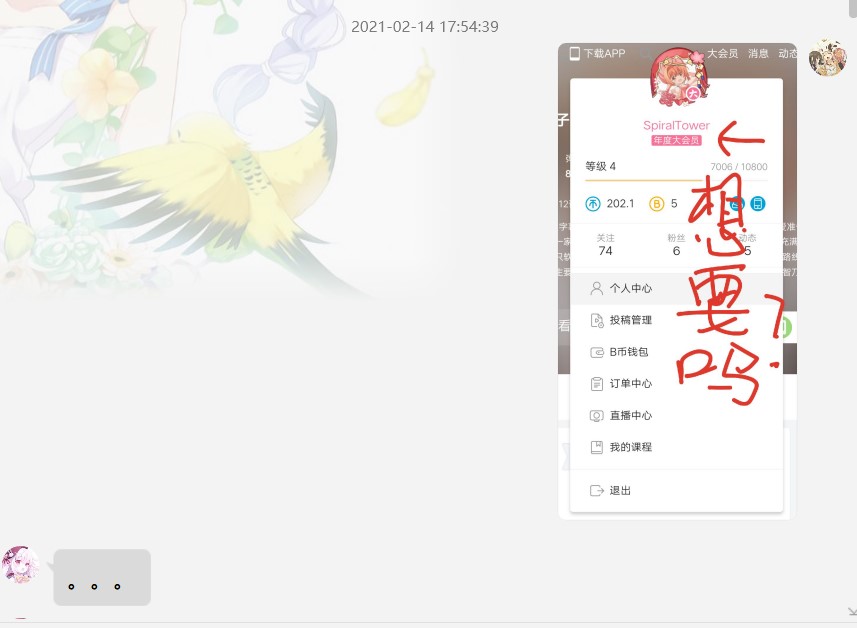 2021-02-14 17:54:39
下载APP
大会员 消息 动态
大
SpiralTower
年度大会员
等级 4
7006 / 10800
202.1
B 5
关注
粉丝
动态
74
6
5
个人中心
投稿管理
B币钱包
订单中心
直播中心
我的课程
退出
想要吗?
。。。